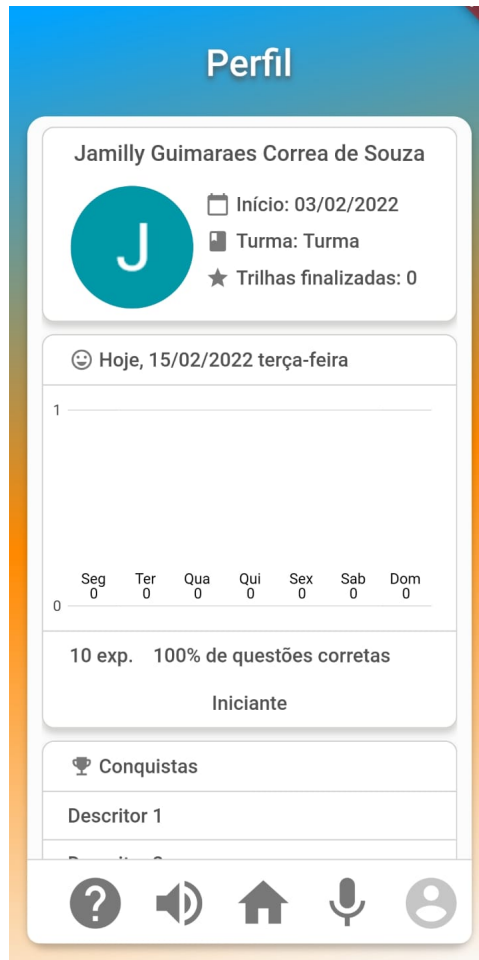 Perfil
Jamilly Guimaraes Correa de Souza
J
Início: 03/02/2022
Turma: Turma
Trilhas finalizadas: 0
Hoje, 15/02/2022 terça-feira
1
Seg Ter Qua Qui Sex Sab Dom
0 0 0 0 0 0 0
0
10 exp. 100% de questões corretas
Iniciante
Conquistas
Descritor 1
?